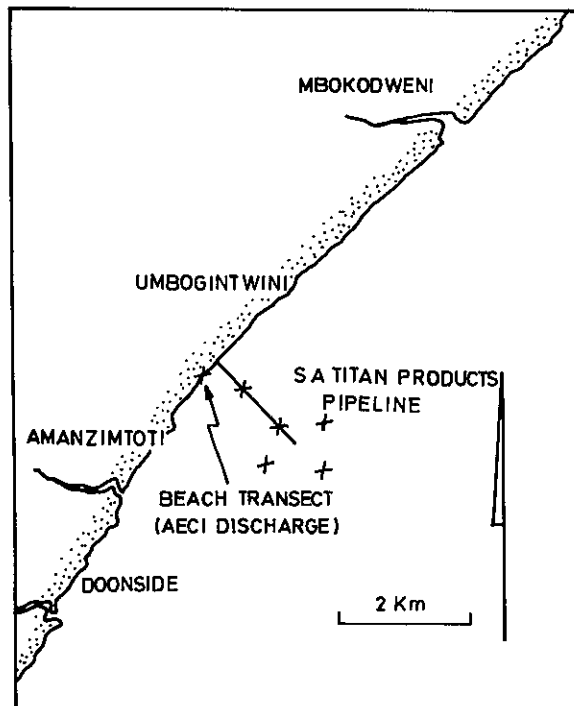 MBOKODWENI
UMBOGINTWINI
S A TITAN PRODUCTS
PIPELINE
AMANZIMTOTI
BEACH TRANSECT
(AECI DISCHARGE)
DOONSIDE
2 Km